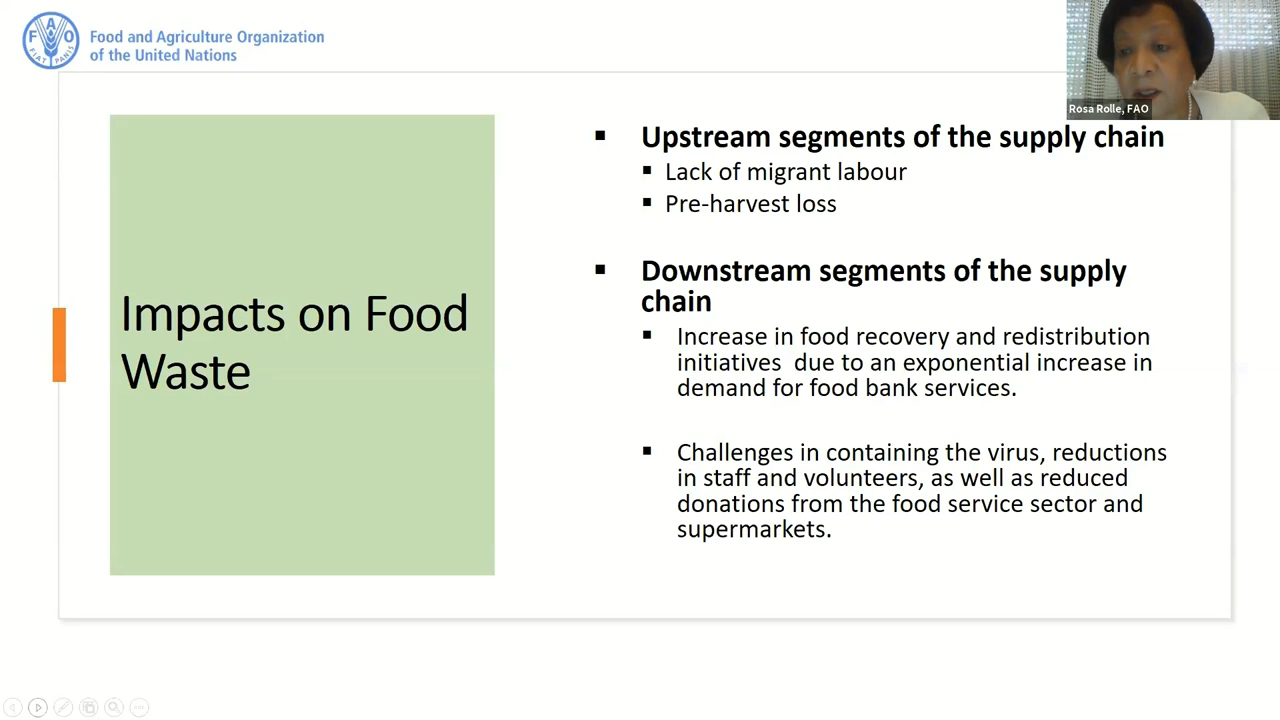 FAO
FIAT PANIS
Food and Agriculture Organization
of the United Nations
Rosa Rolle, FAO
Impacts on Food
Waste
▪ Upstream segments of the supply chain
▪ Lack of migrant labour
▪ Pre-harvest loss
▪ Downstream segments of the supply
chain
▪ Increase in food recovery and redistribution
initiatives  due to an exponential increase in
demand for food bank services.
▪ Challenges in containing the virus, reductions
in staff and volunteers, as well as reduced
donations from the food service sector and
supermarkets.